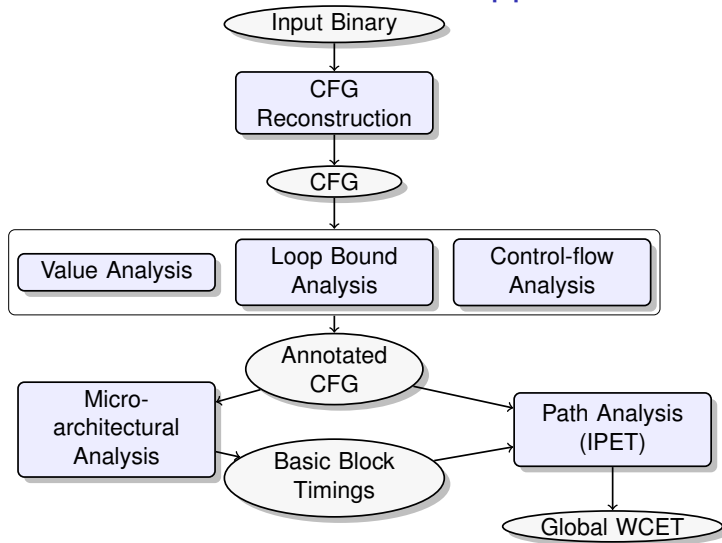 Input Binary
CFG
Reconstruction
CFG
Value Analysis
Loop Bound
Analysis
Control-flow
Analysis
Annotated
CFG
Micro-
architectural
Analysis
Path Analysis
(IPET)
Basic Block
Timings
Global WCET